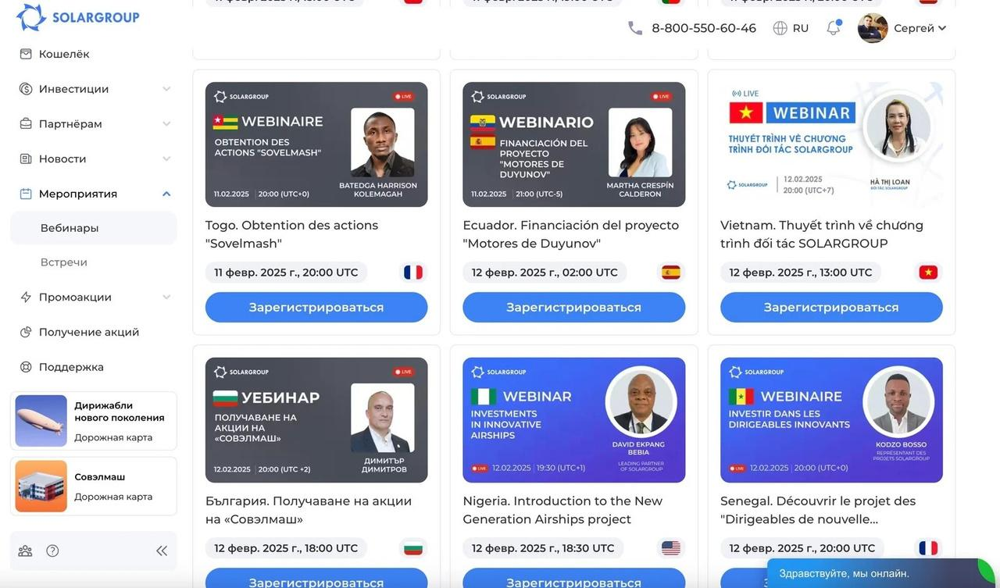 SOLARGROUP
8-800-550-60-46
RU
Сергей
Кошелёк
Инвестиции
Партнёрам
Новости
Мероприятия
Вебинары
Встречи
Промоакции
Получение акций
Поддержка
Дирижабли
нового поколения
Дорожная карта
Совэлмаш
Дорожная карта
SOLARGROUP
LIVE
WEBINAIRE
OBTENTION DES
ACTIONS "SOVELMASH"
11.02.2025 | 20:00 (UTC+0)
BATEDGA HARRISON
KOLEMAGAH
Togo. Obtention des actions
"Sovelmash"
11 февр. 2025 г., 20:00 UTC
Зарегистрироваться
SOLARGROUP
LIVE
WEBINARIO
FINANCIACIÓN DEL
PROYECTO
"MOTORES DE
DUYUNOV"
11.02.2025 | 21:00 (UTC-5)
MARTHA CRESPÍN
CALDERON
Ecuador. Financiación del proyecto
"Motores de Duyunov"
12 февр. 2025 г., 02:00 UTC
Зарегистрироваться
LIVE
WEBINAR
THUYẾT TRÌNH VỀ CHƯƠNG
TRÌNH ĐỐI TÁC SOLARGROUP
SOLARGROUP
12.02.2025
20:00 (UTC+7)
HÀ THỊ LOAN
ĐỐI TÁC SOLARGROUP
Vietnam. Thuyết trình về chương
trình đối tác SOLARGROUP
12 февр. 2025 г., 13:00 UTC
Зарегистрироваться
SOLARGROUP
LIVE
УЕБИНАР
ПОЛУЧАВАНЕ НА
АКЦИИ НА
«СОВЭЛМАШ»
12.02.2025 | 20:00 (UTC +2)
ДИМИТЪР
ДИМИТРОВ
България. Получаване на акции
на «Совэлмаш»
12 февр. 2025 г., 18:00 UTC
Зарегистрироваться
SOLARGROUP
WEBINAR
INVESTMENTS
IN INNOVATIVE
AIRSHIPS
LIVE 12.02.2025 | 19:30 (UTC+1)
DAVID EKPANG
BEBIA
LEADING PARTNER
OF SOLARGROUP
Nigeria. Introduction to the New
Generation Airships project
12 февр. 2025 г., 18:30 UTC
Зарегистрироваться
SOLARGROUP
WEBINAIRE
INVESTIR DANS LES
DIRIGEABLES INNOVANTS
LIVE 12.02.2025 | 20:00 (UTC+0)
KODZO BOSSO
REPRÉSENTANT DES
PROJETS SOLARGROUP
Senegal. Découvrir le projet des
"Dirigeables de nouvelle...
12 февр. 2025 г., 20:00 UTC
Здравствуйте, мы онлайн.